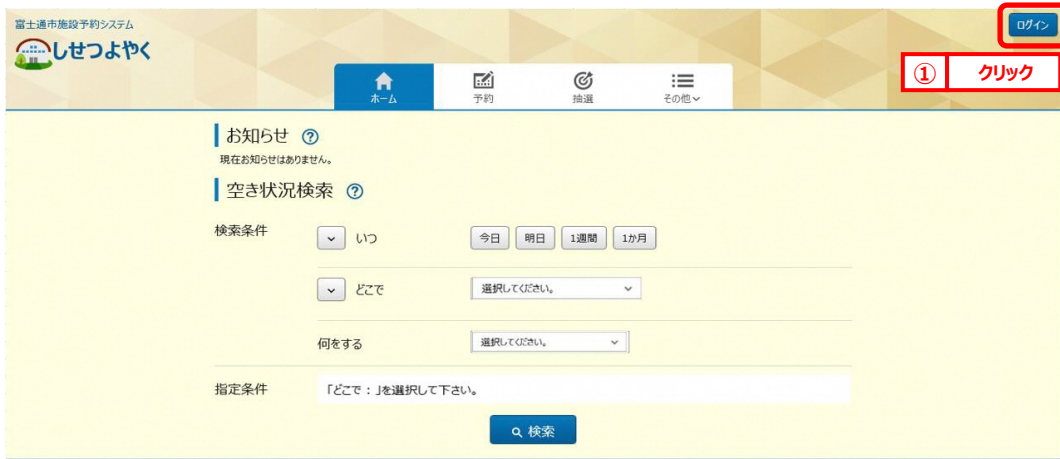 富士通市施設予約システム
しせつよやく
ログイン
① クリック
ホーム 予約 抽選 その他
お知らせ ?
現在お知らせはありません。
空き状況検索 ?
検索条件 いつ 今日 明日 1週間 1か月
どこで 選択してください。
何をする 選択してください。
指定条件 「どこで：」を選択して下さい。
検索